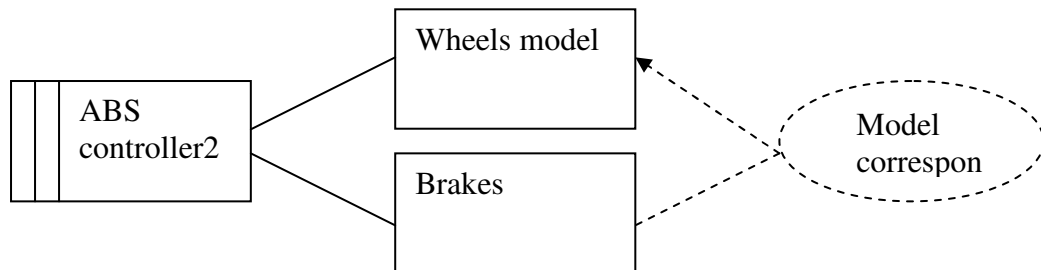 Wheels model
ABS
controller2
Model
correspon
Brakes